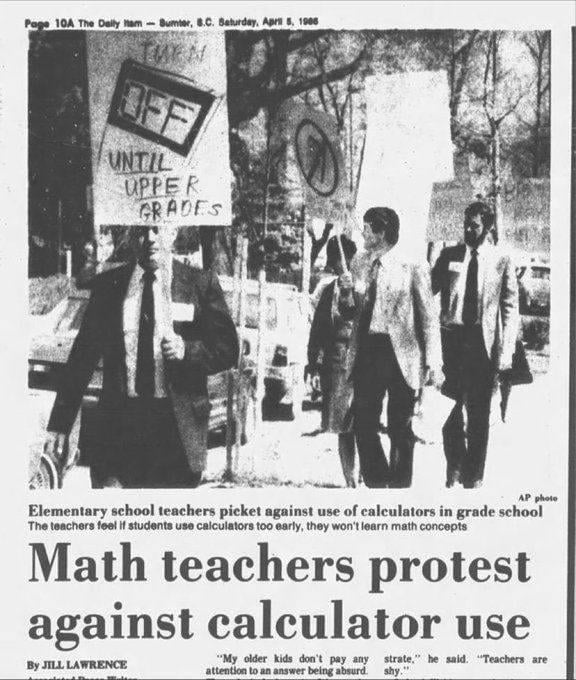 Page 10A The Daily Item — Sumter, S.C. Saturday, April 5, 1986
TURN
OFF
UNTIL
UPPER
GRADES
AP photo
Elementary school teachers picket against use of calculators in grade school
The teachers feel if students use calculators too early, they won't learn math concepts
Math teachers protest
against calculator use
By JILL LAWRENCE
Associated Press Writer
"My older kids don't pay any
attention to an answer being absurd.
strate," he said. "Teachers are
shy."